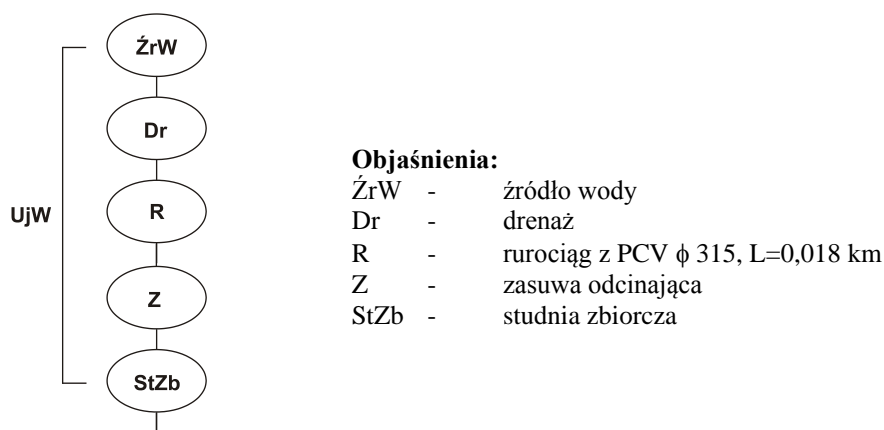 ŹrW
Dr
UjW
R
Z
StZb
Objaśnienia:
ŹrW - źródło wody
Dr - drenaż
R - rurociąg z PCV ϕ 315, L=0,018 km
Z - zasuwa odcinająca
StZb - studnia zbiorcza